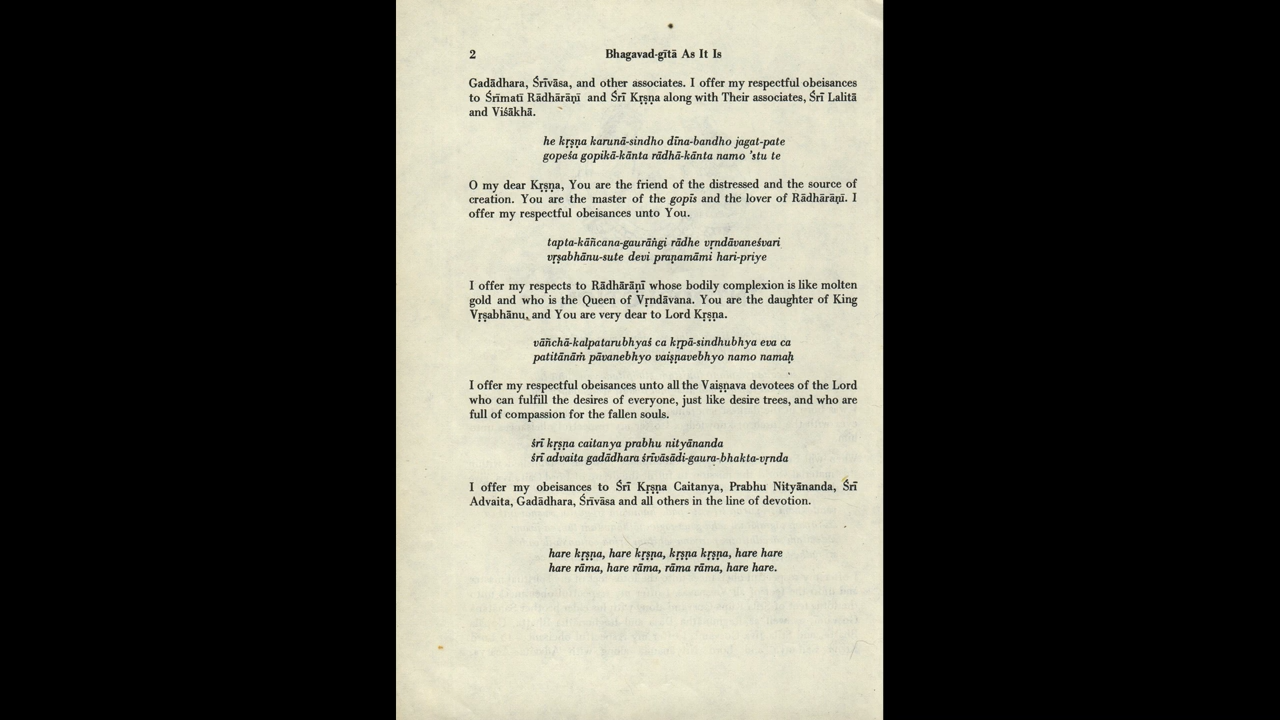 2
Bhagavad-gītā As It Is
Gadādhara, Śrīvāsa, and other associates. I offer my respectful obeisances
to Śrīmatī Rādhārāṇī and Śrī Kṛṣṇa along with Their associates, Śrī Lalitā
and Viśākhā.
he kṛṣṇa karunā-sindho dīna-bandho jagat-pate
gopeśa gopikā-kānta rādhā-kānta namo 'stu te
O my dear Kṛṣṇa, You are the friend of the distressed and the source of
creation. You are the master of the gopīs and the lover of Rādhārāṇī. I
offer my respectful obeisances unto You.
tapta-kāñcana-gaurāṅgi rādhe vṛndāvaneśvari
vṛṣabhānu-sute devi praṇamāmi hari-priye
I offer my respects to Rādhārāṇī whose bodily complexion is like molten
gold and who is the Queen of Vṛndāvana. You are the daughter of King
Vṛṣabhānu, and You are very dear to Lord Kṛṣṇa.
vāñchā-kalpatarubhyaś ca kṛpā-sindhubhya eva ca
patitānāṁ pāvanebhyo vaiṣṇavebhyo namo namaḥ
I offer my respectful obeisances unto all the Vaiṣṇava devotees of the Lord
who can fulfill the desires of everyone, just like desire trees, and who are
full of compassion for the fallen souls.
śrī kṛṣṇa caitanya prabhu nityānanda
śrī advaita gadādhara śrīvāsādi-gaura-bhakta-vṛnda
I offer my obeisances to Śrī Kṛṣṇa Caitanya, Prabhu Nityānanda, Śrī
Advaita, Gadādhara, Śrīvāsa and all others in the line of devotion.
hare kṛṣṇa, hare kṛṣṇa, kṛṣṇa kṛṣṇa, hare hare
hare rāma, hare rāma, rāma rāma, hare hare.